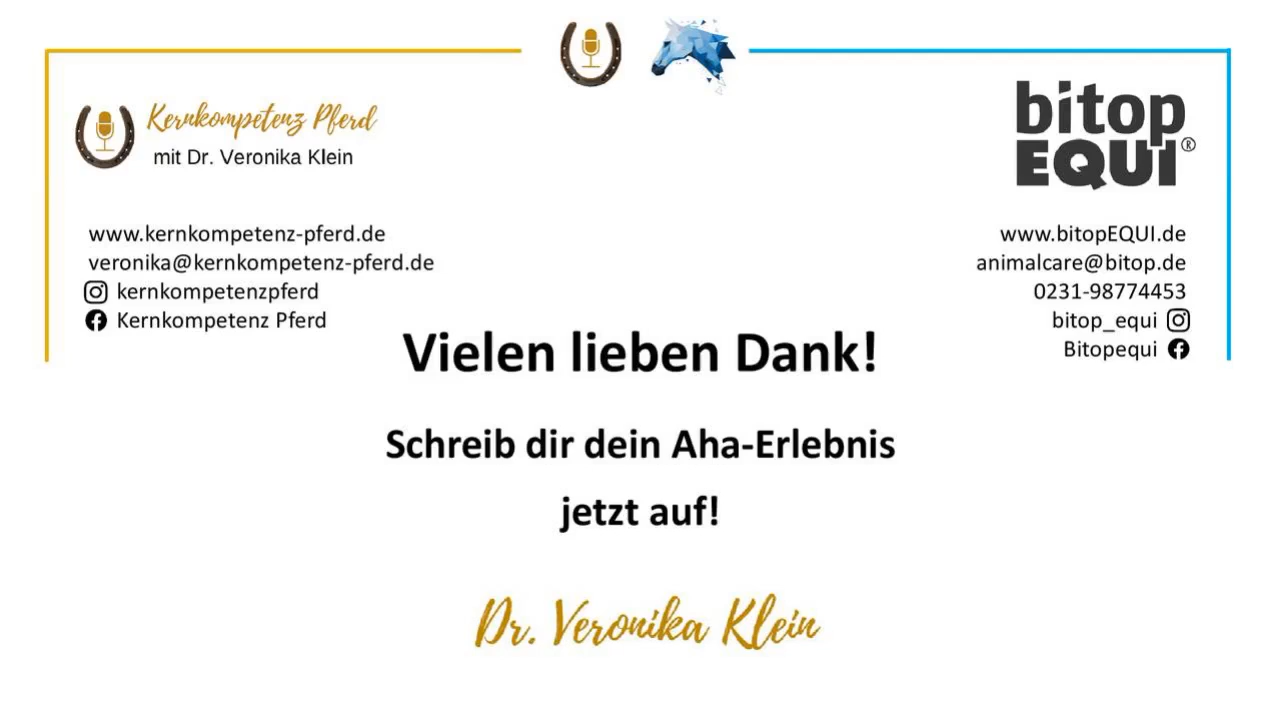 Kernkompetenz Pferd
mit Dr. Veronika Klein
www.kernkompetenz-pferd.de
veronika@kernkompetenz-pferd.de
kernkompetenzpferd
Kernkompetenz Pferd
bitop
EQUI®
www.bitopEQUI.de
animalcare@bitop.de
0231-98774453
bitop_equi
Bitopequi
Vielen lieben Dank!
Schreib dir dein Aha-Erlebnis
jetzt auf!
Dr. Veronika Klein